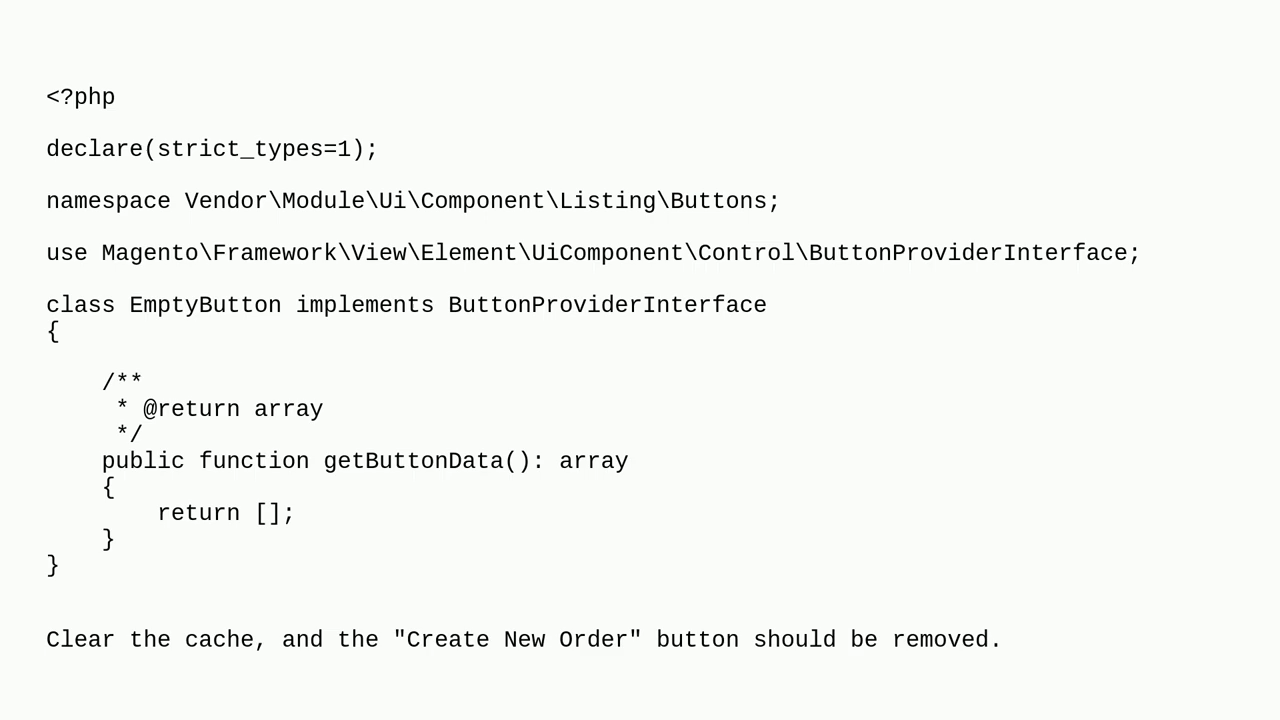 <?php
declare(strict_types=1);
namespace Vendor\Module\Ui\Component\Listing\Buttons;
use Magento\Framework\View\Element\UiComponent\Control\ButtonProviderInterface;
class EmptyButton implements ButtonProviderInterface
{
    /**
     * @return array
     */
    public function getButtonData(): array
    {
        return [];
    }
}
Clear the cache, and the "Create New Order" button should be removed.